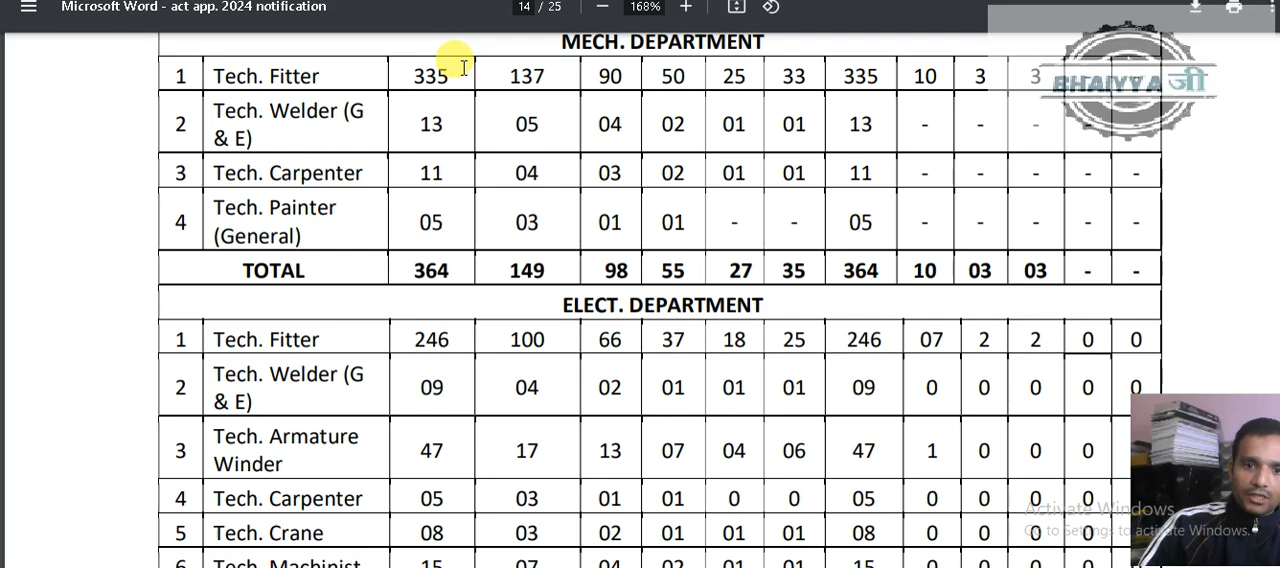 Microsoft Word - act app. 2024 notification 14 / 25 168%
MECH. DEPARTMENT
1 Tech. Fitter 335 137 90 50 25 33 335 10 3 3
BHAIYYA जी
2 Tech. Welder (G & E) 13 05 04 02 01 01 13 - - - - -
3 Tech. Carpenter 11 04 03 02 01 01 11 - - - - -
4 Tech. Painter (General) 05 03 01 01 - - 05 - - - - -
TOTAL 364 149 98 55 27 35 364 10 03 03 - -
ELECT. DEPARTMENT
1 Tech. Fitter 246 100 66 37 18 25 246 07 2 2 0 0
2 Tech. Welder (G & E) 09 04 02 01 01 01 09 0 0 0 0 0
3 Tech. Armature Winder 47 17 13 07 04 06 47 1 0 0 0
4 Tech. Carpenter 05 03 01 01 0 0 05 0 0 0 0
Activate Windows
5 Tech. Crane 08 03 02 01 01 01 08 0 0 0 0
Go to Settings to activate Windows.
6 Tech. Machinist 15 07 04 02 01 01 15 0 0 0 0